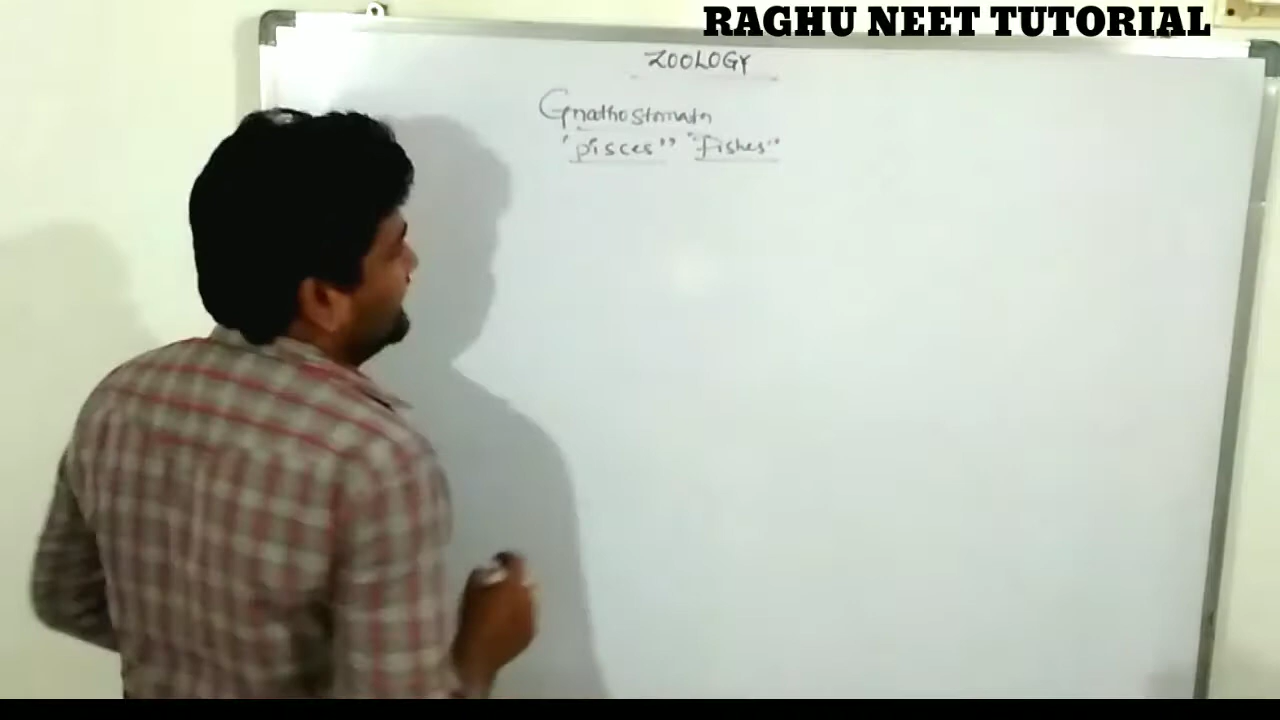 RAGHU NEET TUTORIAL
ZOOLOGY
Gnathostomata
"pisces" "fishes"